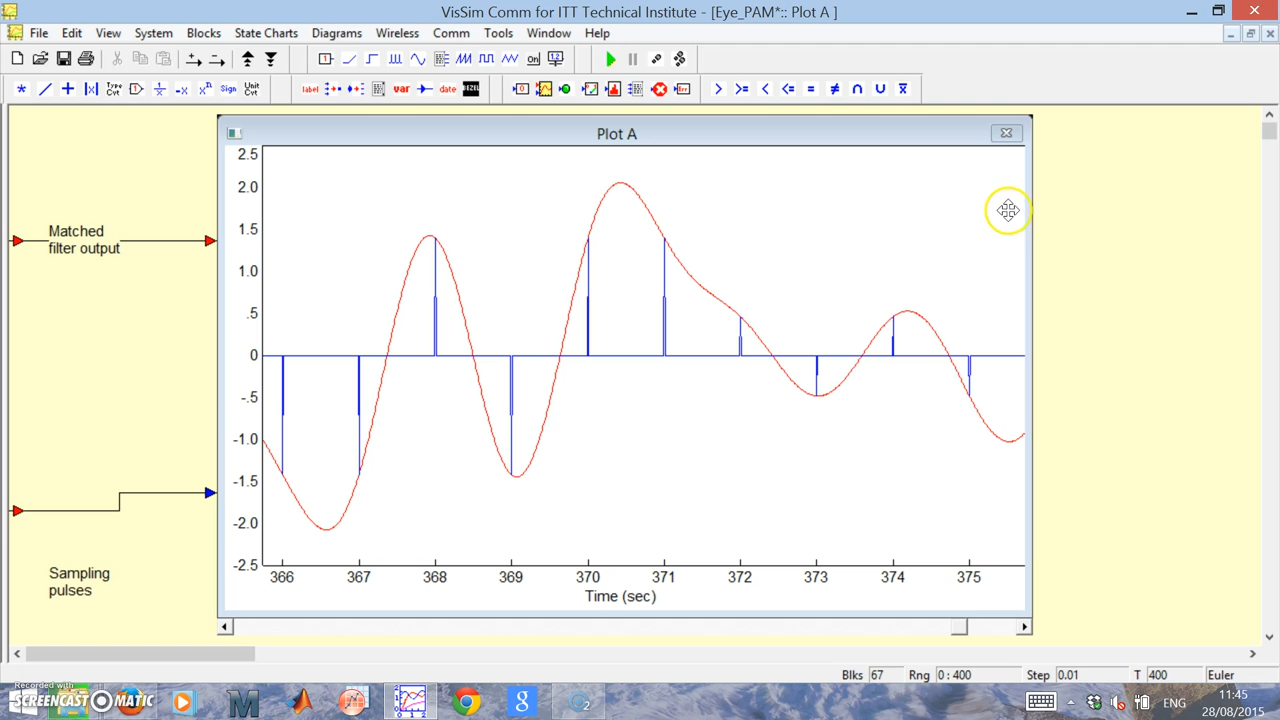 VisSim Comm for ITT Technical Institute - [Eye_PAM*:: Plot A ]
File Edit View System Blocks State Charts Diagrams Wireless Comm Tools Window Help
label var date BEZEL
Sign Unit Cvt
Plot A
2.5
2.0
1.5
1.0
.5
0
-.5
-1.0
-1.5
-2.0
-2.5
366 367 368 369 370 371 372 373 374 375
Time (sec)
Matched
filter output
Sampling
pulses
Blks 67 Rng 0 : 400 Step 0.01 T 400 Euler
Recorded with
SCREENCAST MATIC
ENG
11:45
28/08/2015